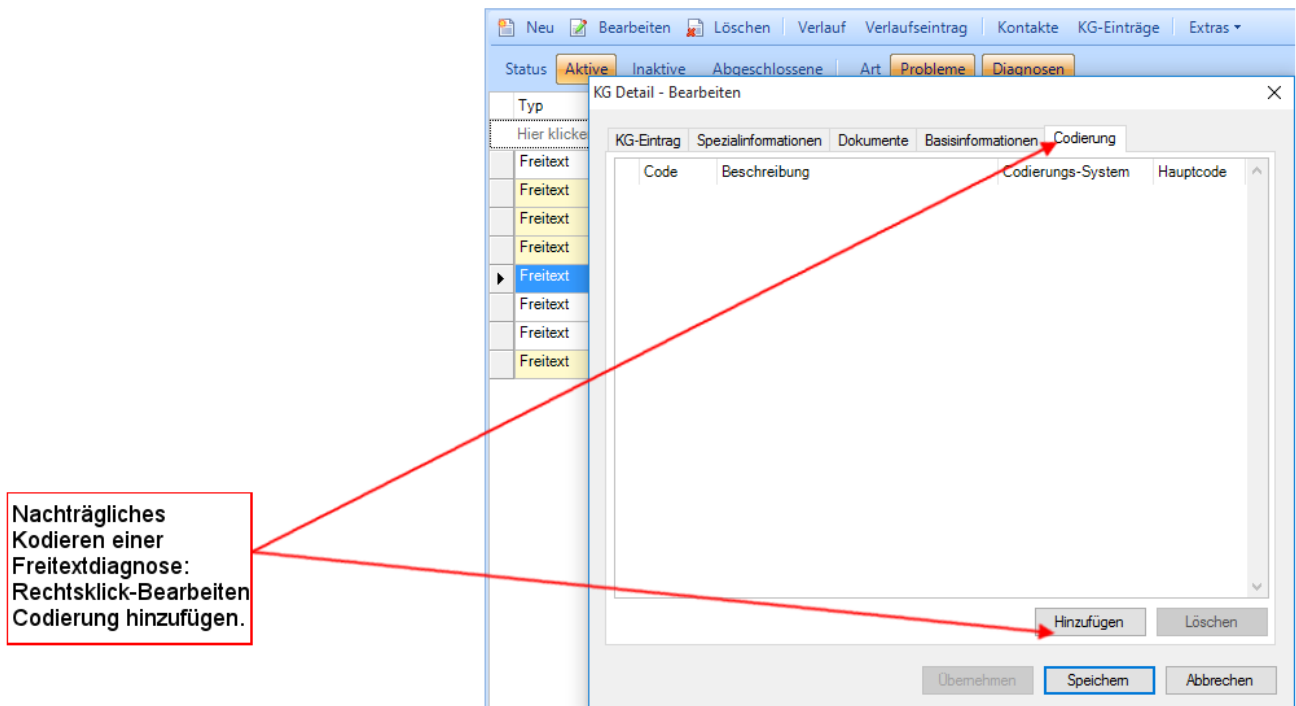 Neu Bearbeiten Löschen Verlauf Verlaufseintrag Kontakte KG-Einträge Extras
Status Aktive Inaktive Abgeschlossene Art Probleme Diagnosen
KG Detail - Bearbeiten
Typ
Hier klicke
KG-Eintrag Spezialinformationen Dokumente Basisinformationen Codierung
Code Beschreibung Codierungs-System Hauptcode
Freitext
Freitext
Freitext
Freitext
Freitext
Freitext
Freitext
Freitext
Nachträgliches
Kodieren einer
Freitextdiagnose:
Rechtsklick-Bearbeiten
Codierung hinzufügen.
Hinzufügen Löschen
Übernehmen Speichern Abbrechen